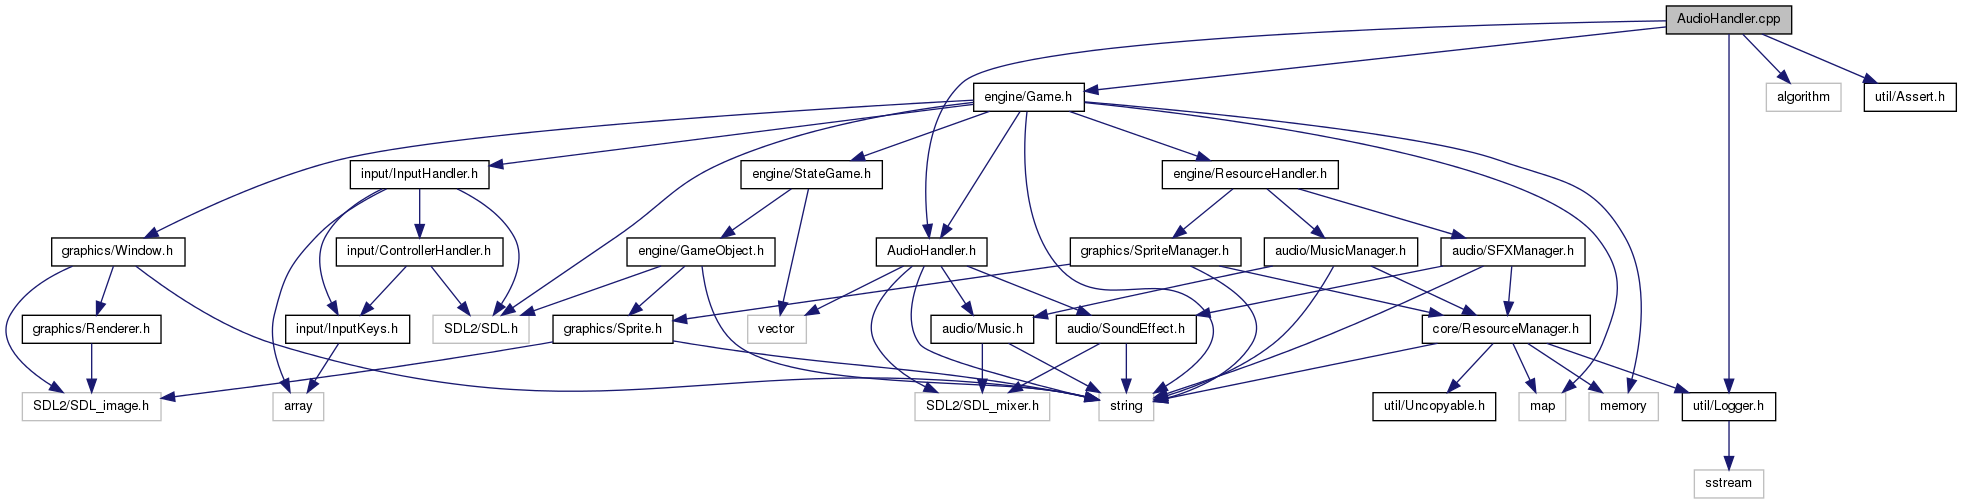 AudioHandler.cpp
engine/Game.h
algorithm
util/Assert.h
input/InputHandler.h
engine/StateGame.h
engine/ResourceHandler.h
graphics/Window.h
input/ControllerHandler.h
engine/GameObject.h
AudioHandler.h
graphics/SpriteManager.h
audio/MusicManager.h
audio/SFXManager.h
graphics/Renderer.h
input/InputKeys.h
SDL2/SDL.h
graphics/Sprite.h
vector
audio/Music.h
audio/SoundEffect.h
core/ResourceManager.h
SDL2/SDL_image.h
array
SDL2/SDL_mixer.h
string
util/Uncopyable.h
map
memory
util/Logger.h
sstream